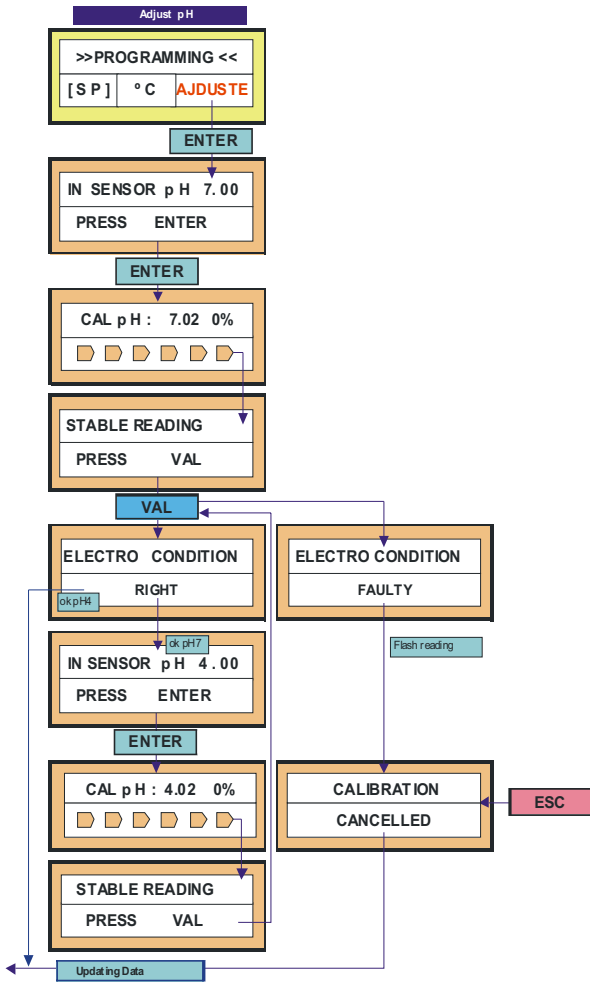 Adjust pH
>>PROGRAMMING <<
[SP] ºC AJDUSTE
ENTER
IN SENSOR pH 7.00
PRESS ENTER
ENTER
CAL pH: 7.02 0%
STABLE READING
PRESS VAL
VAL
ELECTRO CONDITION
RIGHT
ok pH4
ELECTRO CONDITION
FAULTY
ok pH7
Flash reading
IN SENSOR pH 4.00
PRESS ENTER
ENTER
CAL pH: 4.02 0%
CALIBRATION
CANCELLED
ESC
STABLE READING
PRESS VAL
Updating Data